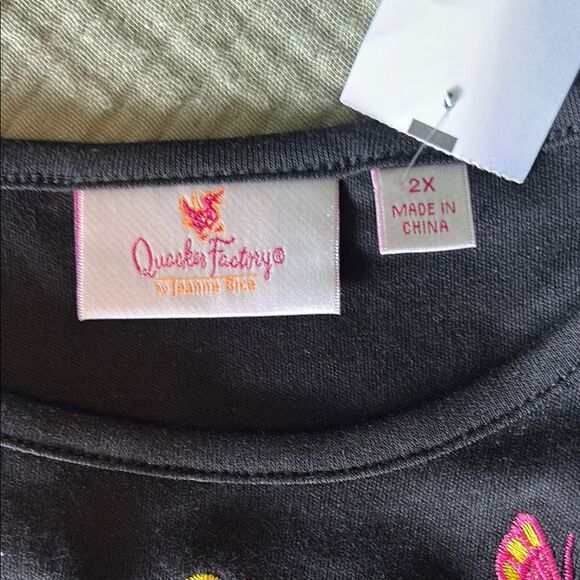 Quacker Factory®
by Jeanne Bice
2X
MADE IN
CHINA